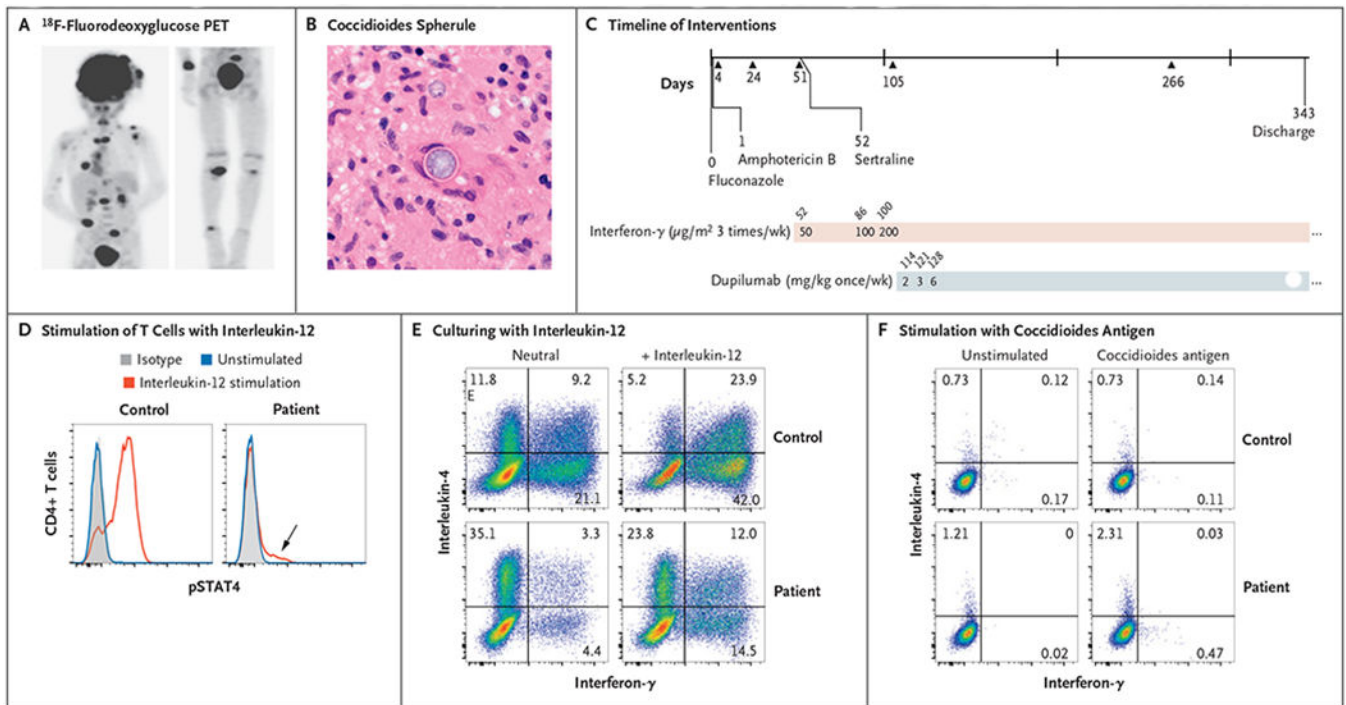 A ¹⁸F-Fluorodeoxyglucose PET
B Coccidioides Spherule
C Timeline of Interventions
Days
4 24 51 105 266
343
Discharge
1
Amphotericin B
52
Sertraline
0
Fluconazole
52 86 100
Interferon-γ (µg/m² 3 times/wk) 50 100 200 ...
114 121 128
Dupilumab (mg/kg once/wk) 2 3 6 ...
D Stimulation of T Cells with Interleukin-12
Isotype Unstimulated
Interleukin-12 stimulation
Control Patient
CD4+ T cells
pSTAT4
E Culturing with Interleukin-12
Neutral + Interleukin-12
11.8 9.2 5.2 23.9
E
Control
21.1 42.0
Interleukin-4
35.1 3.3 23.8 12.0
Patient
4.4 14.5
Interferon-γ
F Stimulation with Coccidioides Antigen
Unstimulated Coccidioides antigen
0.73 0.12 0.73 0.14
Control
0.17 0.11
Interleukin-4
1.21 0 2.31 0.03
Patient
0.02 0.47
Interferon-γ